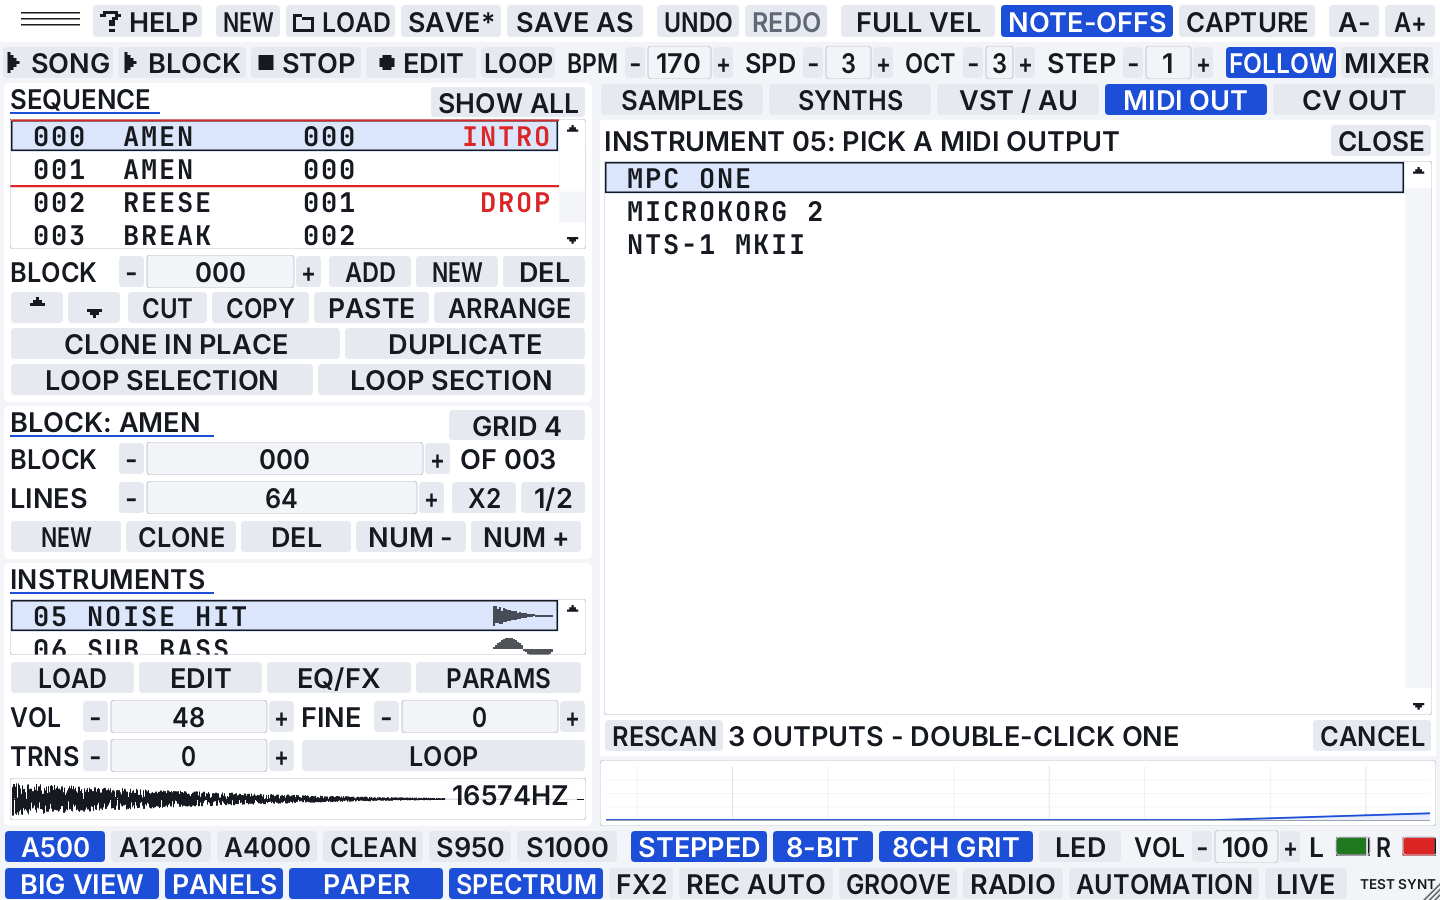 ? HELP NEW LOAD SAVE* SAVE AS UNDO REDO FULL VEL NOTE-OFFS CAPTURE A- A+
SONG BLOCK STOP EDIT LOOP BPM - 170 + SPD - 3 + OCT - 3 + STEP - 1 + FOLLOW MIXER
SEQUENCE SHOW ALL
000 AMEN 000 INTRO
001 AMEN 000
002 REESE 001 DROP
003 BREAK 002
BLOCK - 000 + ADD NEW DEL
CUT COPY PASTE ARRANGE
CLONE IN PLACE DUPLICATE
LOOP SELECTION LOOP SECTION
BLOCK: AMEN GRID 4
BLOCK - 000 + OF 003
LINES - 64 + X2 1/2
NEW CLONE DEL NUM - NUM +
INSTRUMENTS
05 NOISE HIT
06 SUB BASS
LOAD EDIT EQ/FX PARAMS
VOL - 48 + FINE - 0 +
TRNS - 0 + LOOP
16574HZ
SAMPLES SYNTHS VST / AU MIDI OUT CV OUT
INSTRUMENT 05: PICK A MIDI OUTPUT CLOSE
MPC ONE
MICROKORG 2
NTS-1 MKII
RESCAN 3 OUTPUTS - DOUBLE-CLICK ONE CANCEL
A500 A1200 A4000 CLEAN S950 S1000 STEPPED 8-BIT 8CH GRIT LED VOL - 100 + L R
BIG VIEW PANELS PAPER SPECTRUM FX2 REC AUTO GROOVE RADIO AUTOMATION LIVE TEST SYNT